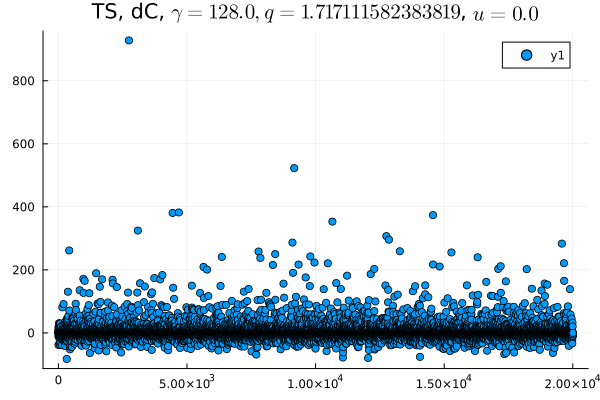 TS, dC, γ = 128.0, q = 1.717111582383819, u = 0.0
y1
800
600
400
200
0
0 5.00×10³ 1.00×10⁴ 1.50×10⁴ 2.00×10⁴